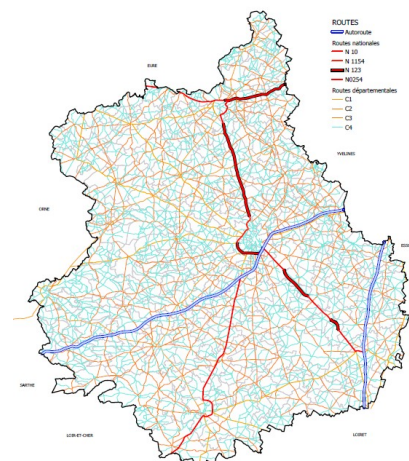 ROUTES
Autoroute
Routes nationales
N 10
N 1154
N 123
N0254
Routes départementales
C1
C2
C3
C4
EURE
YVELINES
ORNE
SARTHE
LOIR-ET-CHER
LOIRET